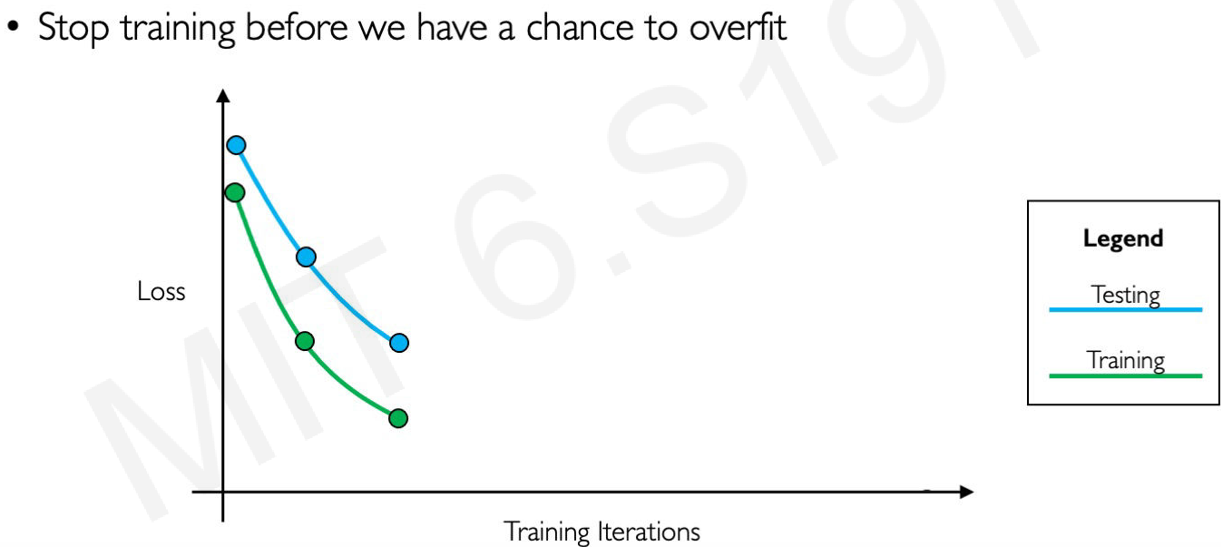 • Stop training before we have a chance to overfit
MIT 6.S191
Loss
Legend
Testing
Training
Training Iterations